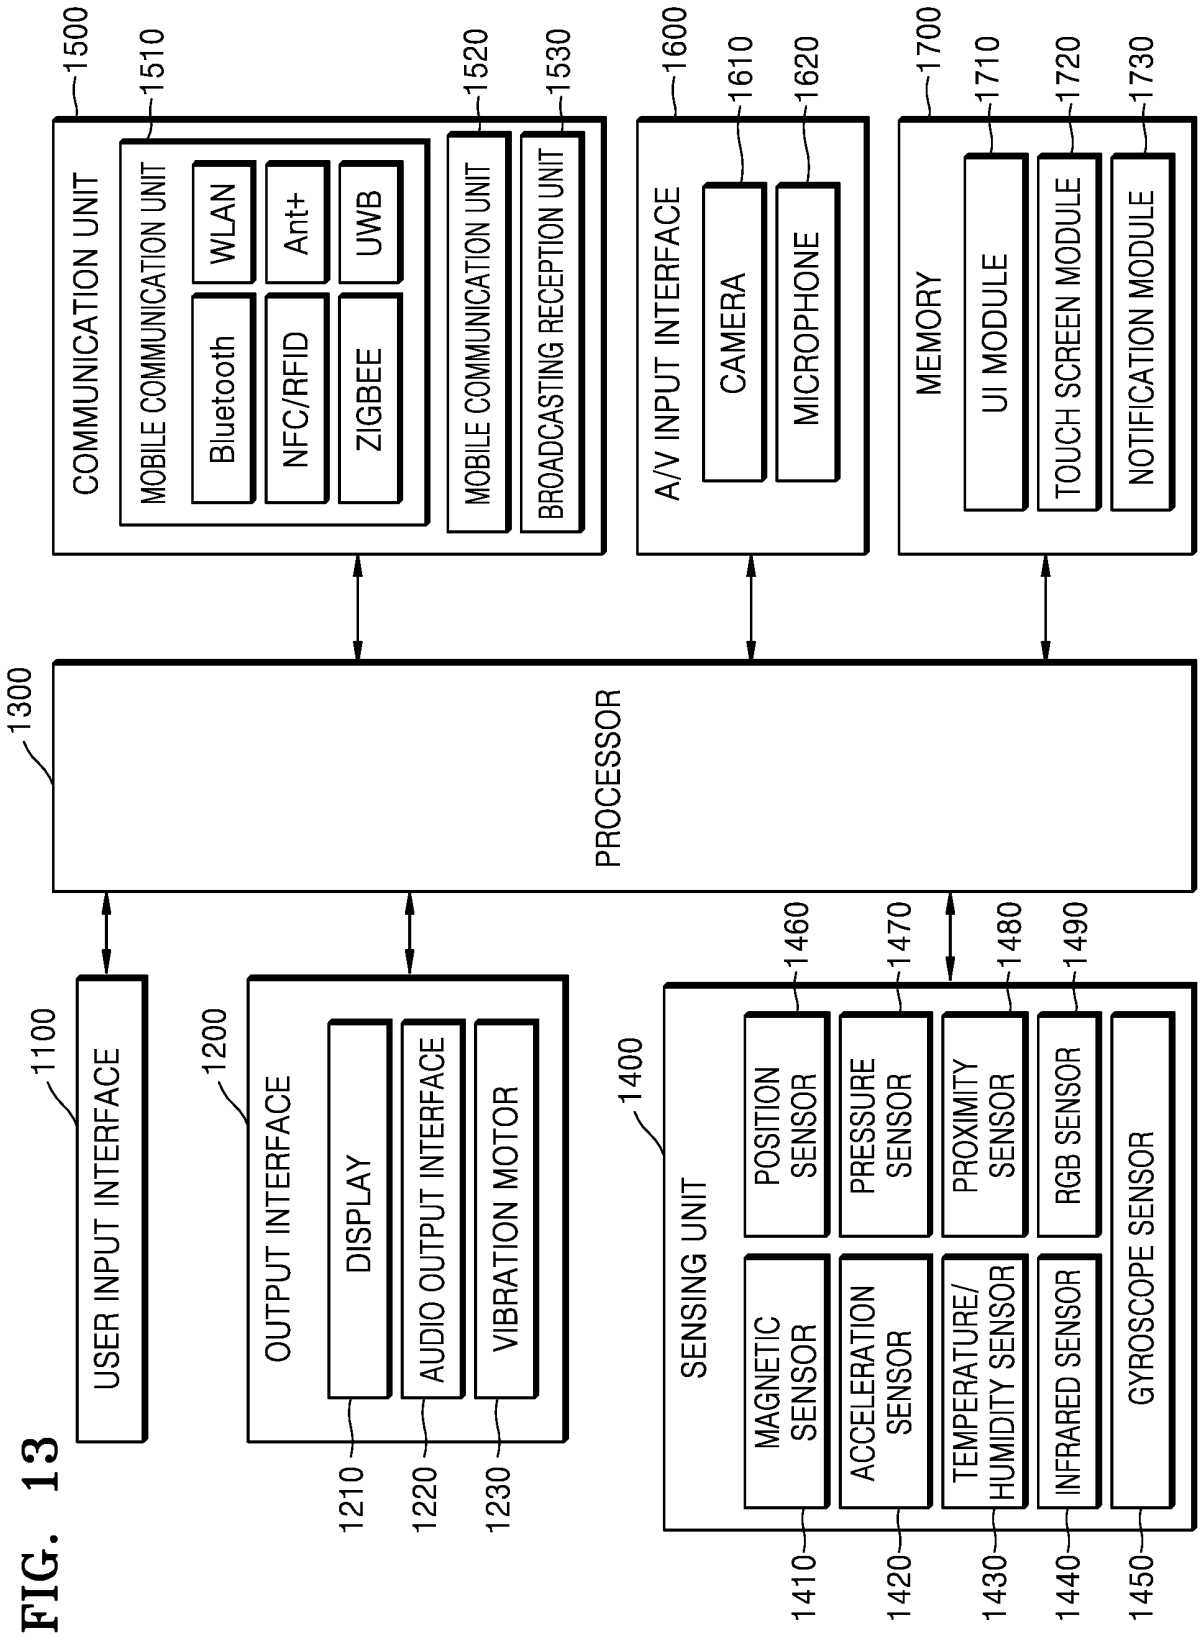 FIG. 13
1100
USER INPUT INTERFACE
1200
OUTPUT INTERFACE
1210
DISPLAY
1220
AUDIO OUTPUT INTERFACE
1230
VIBRATION MOTOR
1400
SENSING UNIT
1410
MAGNETIC
SENSOR
POSITION
SENSOR
1460
1420
ACCELERATION
SENSOR
PRESSURE
SENSOR
1470
1430
TEMPERATURE/
HUMIDITY SENSOR
PROXIMITY
SENSOR
1480
1440
INFRARED SENSOR
RGB SENSOR
1490
1450
GYROSCOPE SENSOR
1300
PROCESSOR
1500
COMMUNICATION UNIT
1510
MOBILE COMMUNICATION UNIT
Bluetooth
WLAN
NFC/RFID
Ant+
ZIGBEE
UWB
MOBILE COMMUNICATION UNIT
1520
BROADCASTING RECEPTION UNIT
1530
1600
A/V INPUT INTERFACE
CAMERA
1610
MICROPHONE
1620
1700
MEMORY
UI MODULE
1710
TOUCH SCREEN MODULE
1720
NOTIFICATION MODULE
1730